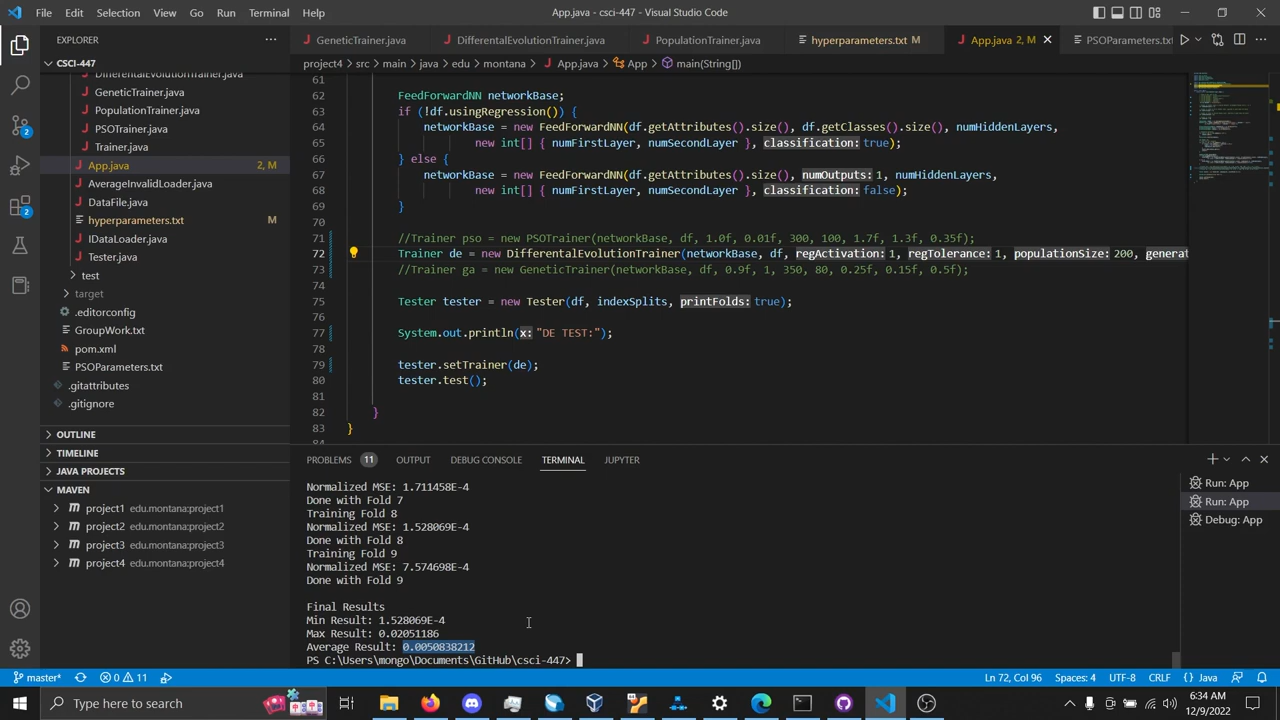 File Edit Selection View Go Run Terminal Help
App.java - csci-447 - Visual Studio Code
EXPLORER
GeneticTrainer.java
DifferentalEvolutionTrainer.java
PopulationTrainer.java
hyperparameters.txt M
App.java 2, M
PSOParameters.txt
project4 > src > main > java > edu > montana > App.java > App > main(String[])
CSCI-447
DifferentalEvolutionTrainer.java
GeneticTrainer.java
PopulationTrainer.java
PSOTrainer.java
Trainer.java
App.java 2, M
AverageInvalidLoader.java
DataFile.java
hyperparameters.txt M
IDataLoader.java
Tester.java
test
target
.editorconfig
GroupWork.txt
pom.xml
PSOParameters.txt
.gitattributes
.gitignore
OUTLINE
TIMELINE
JAVA PROJECTS
MAVEN
project1 edu.montana:project1
project2 edu.montana:project2
project3 edu.montana:project3
project4 edu.montana:project4
2
2
61
62 FeedForwardNN networkBase;
63 if (!df.usingRegression()) {
64 networkBase = new FeedForwardNN(df.getAttributes().size(), df.getClasses().size(), numHiddenLayers,
65 new int[] { numFirstLayer, numSecondLayer }, classification: true);
66 } else {
67 networkBase = new FeedForwardNN(df.getAttributes().size(), numOutputs: 1, numHiddenLayers,
68 new int[] { numFirstLayer, numSecondLayer }, classification: false);
69 }
70
71 //Trainer pso = new PSOTrainer(networkBase, df, 1.0f, 0.01f, 300, 100, 1.7f, 1.3f, 0.35f);
72 Trainer de = new DifferentalEvolutionTrainer(networkBase, df, regActivation: 1, regTolerance: 1, populationSize: 200, generat
73 //Trainer ga = new GeneticTrainer(networkBase, df, 0.9f, 1, 350, 80, 0.25f, 0.15f, 0.5f);
74
75 Tester tester = new Tester(df, indexSplits, printFolds: true);
76
77 System.out.println(x: "DE TEST:");
78
79 tester.setTrainer(de);
80 tester.test();
81
82 }
83 }
84
PROBLEMS 11 OUTPUT DEBUG CONSOLE TERMINAL JUPYTER
Normalized MSE: 1.711458E-4
Done with Fold 7
Training Fold 8
Normalized MSE: 1.528069E-4
Done with Fold 8
Training Fold 9
Normalized MSE: 7.574698E-4
Done with Fold 9
Final Results
Min Result: 1.528069E-4
Max Result: 0.02051186
Average Result: 0.0050838212
PS C:\Users\mongo\Documents\GitHub\csci-447>
Run: App
Run: App
Debug: App
master* 0 11
Ln 72, Col 96 Spaces: 4 UTF-8 CRLF {} Java
Type here to search
6:34 AM
12/9/2022